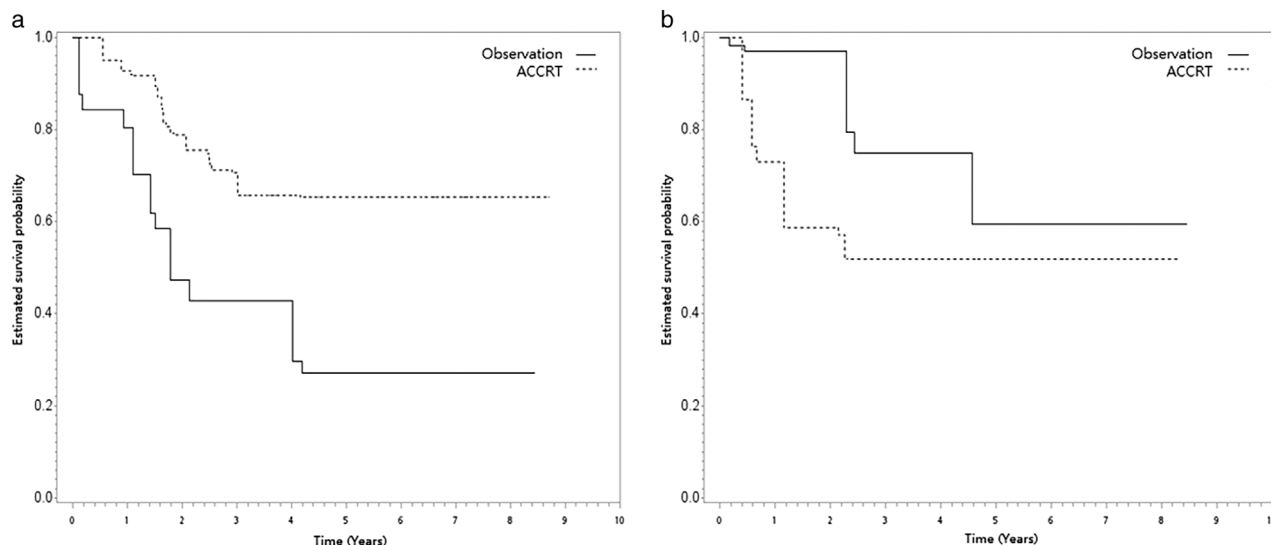 a
Estimated survival probability
1.0
0.8
0.6
0.4
0.2
0.0
Observation
ACCRT
0 1 2 3 4 5 6 7 8 9 10
Time (Years)
b
Estimated survival probability
1.0
0.8
0.6
0.4
0.2
0.0
Observation
ACCRT
0 1 2 3 4 5 6 7 8 9
Time (Years)